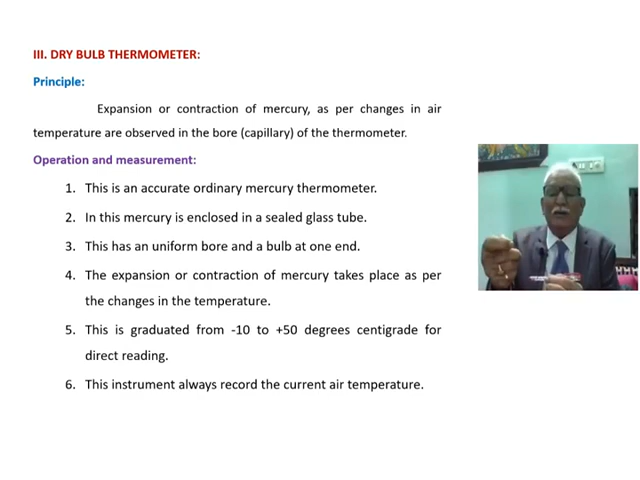 III. DRY BULB THERMOMETER:
Principle:
Expansion or contraction of mercury, as per changes in air
temperature are observed in the bore (capillary) of the thermometer.
Operation and measurement:
1. This is an accurate ordinary mercury thermometer.
2. In this mercury is enclosed in a sealed glass tube.
3. This has an uniform bore and a bulb at one end.
4. The expansion or contraction of mercury takes place as per
the changes in the temperature.
5. This is graduated from -10 to +50 degrees centigrade for
direct reading.
6. This instrument always record the current air temperature.